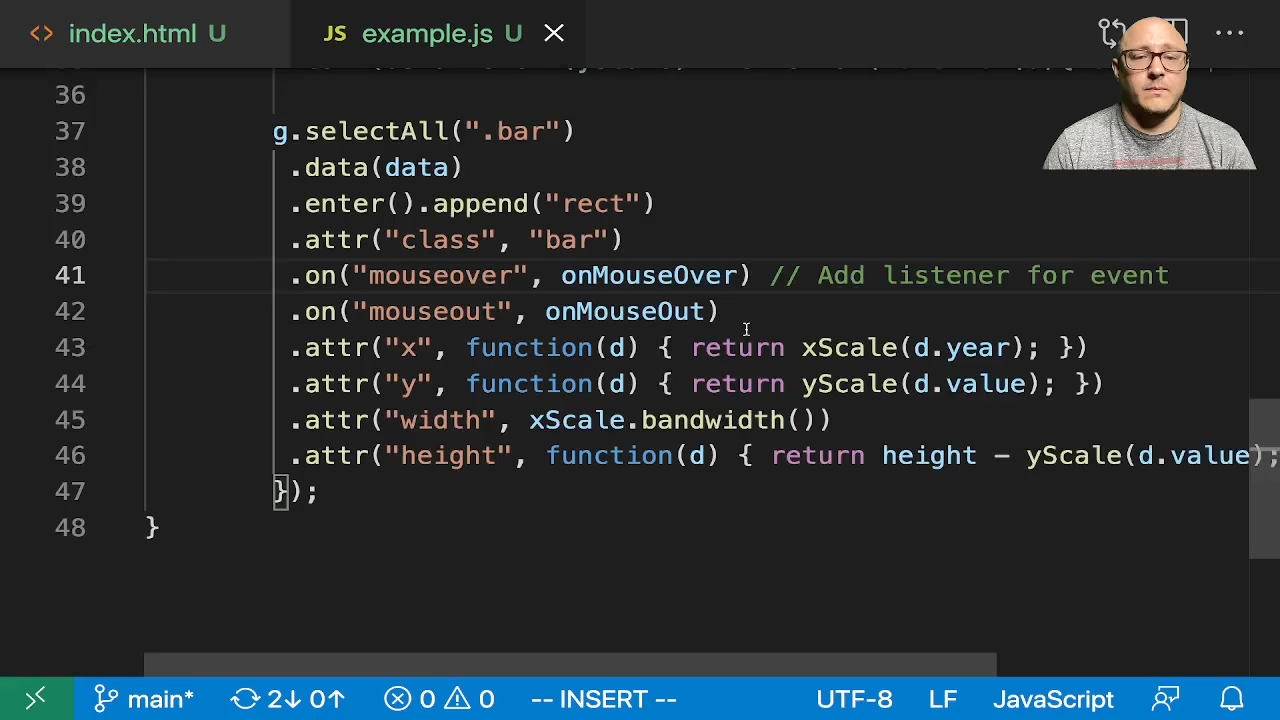 index.html U
JS example.js U
36
37 g.selectAll(".bar")
38 .data(data)
39 .enter().append("rect")
40 .attr("class", "bar")
41 .on("mouseover", onMouseOver) // Add listener for event
42 .on("mouseout", onMouseOut)
43 .attr("x", function(d) { return xScale(d.year); })
44 .attr("y", function(d) { return yScale(d.value); })
45 .attr("width", xScale.bandwidth())
46 .attr("height", function(d) { return height - yScale(d.value);
47 });
48 }
main* 2↓ 0↑ 0 0 -- INSERT -- UTF-8 LF JavaScript